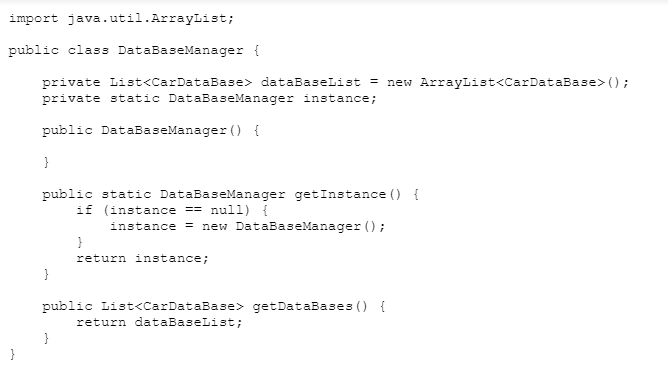 import java.util.ArrayList;
public class DataBaseManager {
private List<CarDataBase> dataBaseList = new ArrayList<CarDataBase>();
private static DataBaseManager instance;
public DataBaseManager() {
}
public static DataBaseManager getInstance() {
if (instance == null) {
instance = new DataBaseManager();
}
return instance;
}
public List<CarDataBase> getDataBases() {
return dataBaseList;
}
}